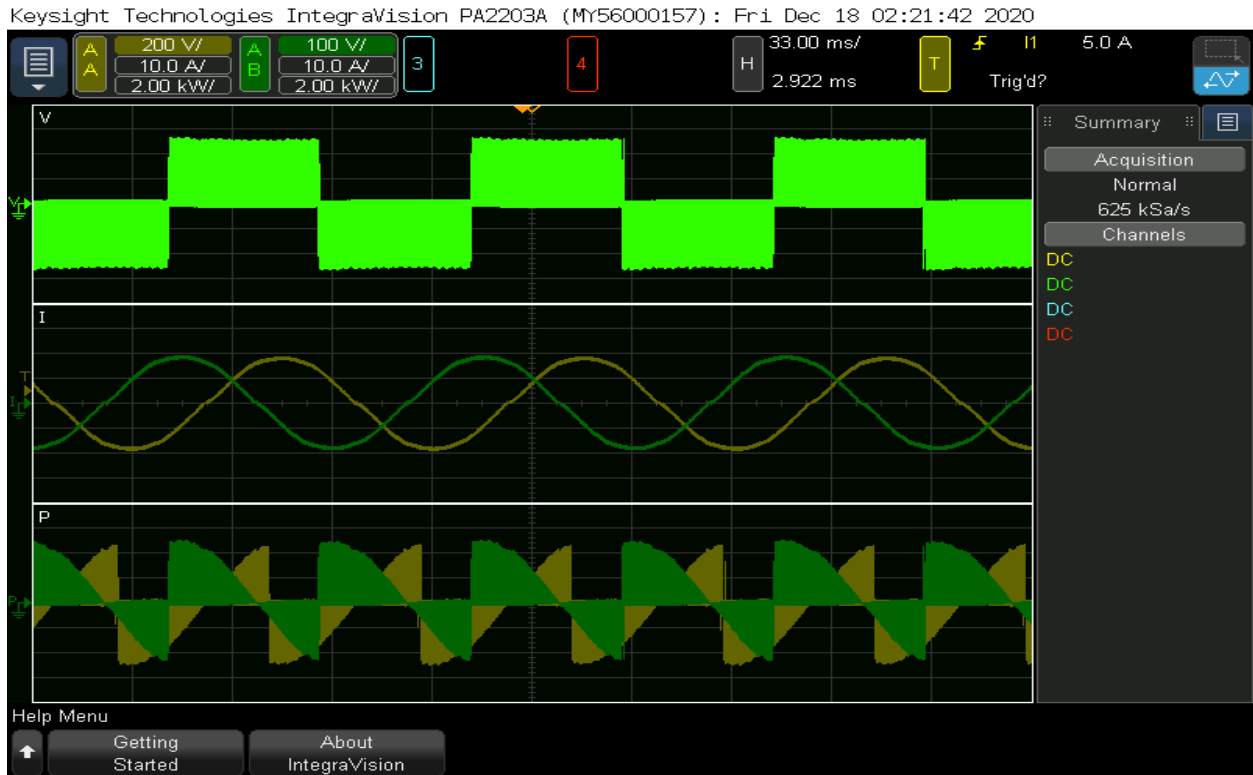 Keysight Technologies IntegraVision PA2203A (MY56000157): Fri Dec 18 02:21:42 2020
A
A
200 V/
10.0 A/
2.00 kW/
A
B
100 V/
10.0 A/
2.00 kW/
3
4
H
33.00 ms/
2.922 ms
T
I1
5.0 A
Trig'd?
V
V
I
T
I
P
P
Summary
Acquisition
Normal
625 kSa/s
Channels
DC
DC
DC
DC
Help Menu
Getting
Started
About
IntegraVision